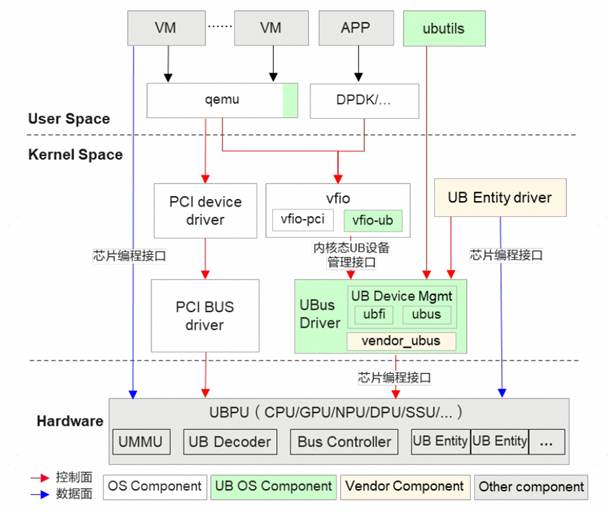 VM
······
VM
APP
ubutils
qemu
DPDK/...
User Space
Kernel Space
PCI device
driver
vfio
vfio-pci
vfio-ub
UB Entity driver
芯片编程接口
内核态UB设备
管理接口
芯片编程接口
PCI BUS
driver
UBus
Driver
UB Device Mgmt
ubfi
ubus
vendor_ubus
芯片编程接口
Hardware
UBPU（CPU/GPU/NPU/DPU/SSU/...）
UMMU
UB Decoder
Bus Controller
UB Entity
UB Entity
...
控制面
数据面
OS Component
UB OS Component
Vendor Component
Other component